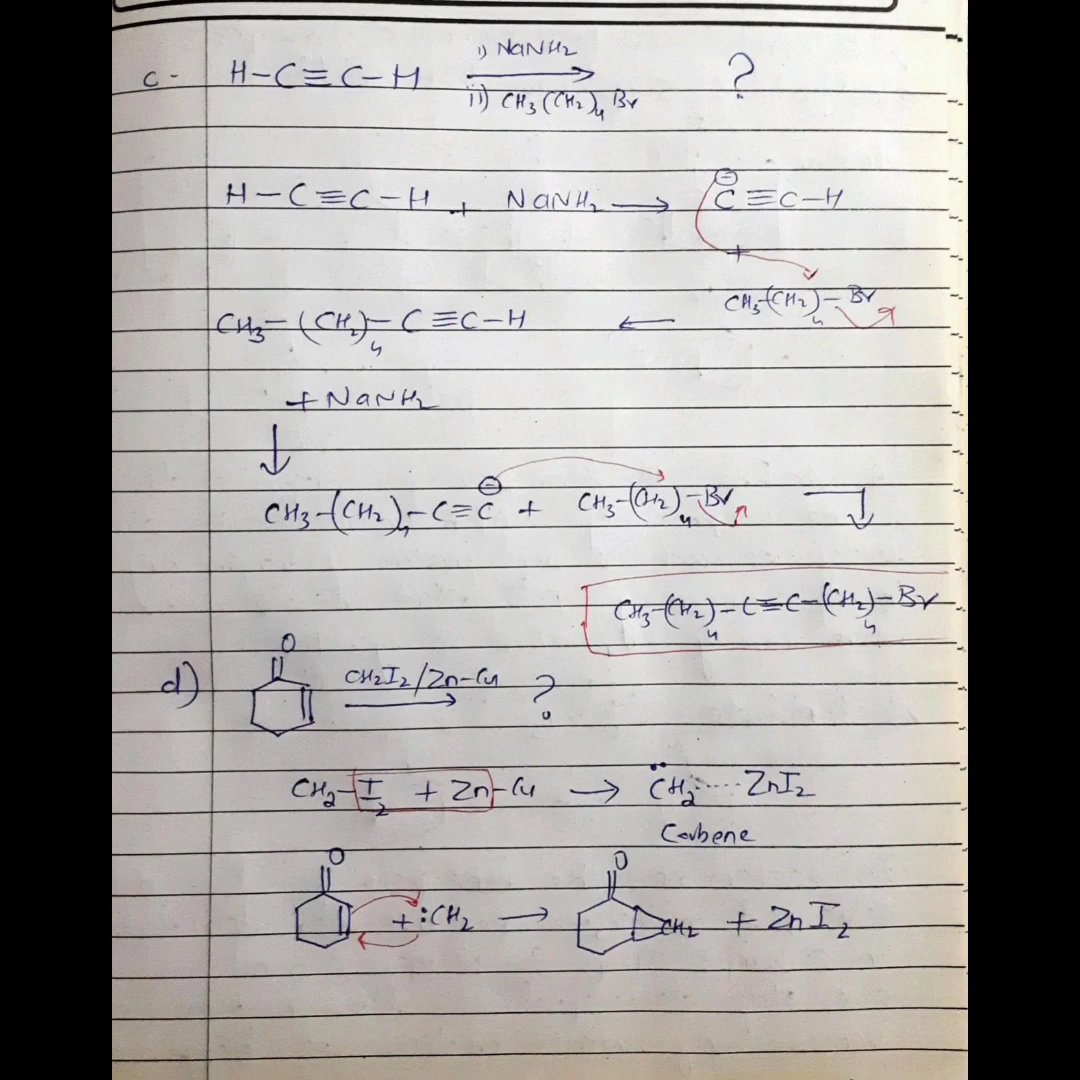 c- H-C≡C-H i) NaNH₂ ii) CH₃(CH₂)₄Br ⟶ ?
H-C≡C-H + NaNH₂ ⟶ ⊖C≡C-H
+
CH₃-(CH₂)₄-C≡C-H ⟵ CH₃-(CH₂)₄-Br
+NaNH₂
↓
CH₃-(CH₂)₄-C≡C⊖ + CH₃-(CH₂)₄-Br ↓
CH₃-(CH₂)₄-C≡C-(CH₂)₄-Br
d) O CH₂I₂/Zn-Cu ⟶ ?
CH₂-I₂ + Zn-Cu ⟶ C̈H₂·····ZnI₂
Carbene
O + :CH₂ ⟶ O CH₂ + ZnI₂